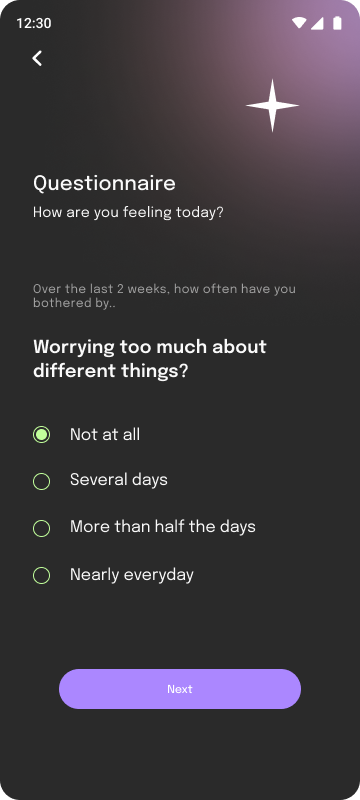 12:30
Questionnaire
How are you feeling today?
Over the last 2 weeks, how often have you
bothered by..
Worrying too much about
different things?
Not at all
Several days
More than half the days
Nearly everyday
Next